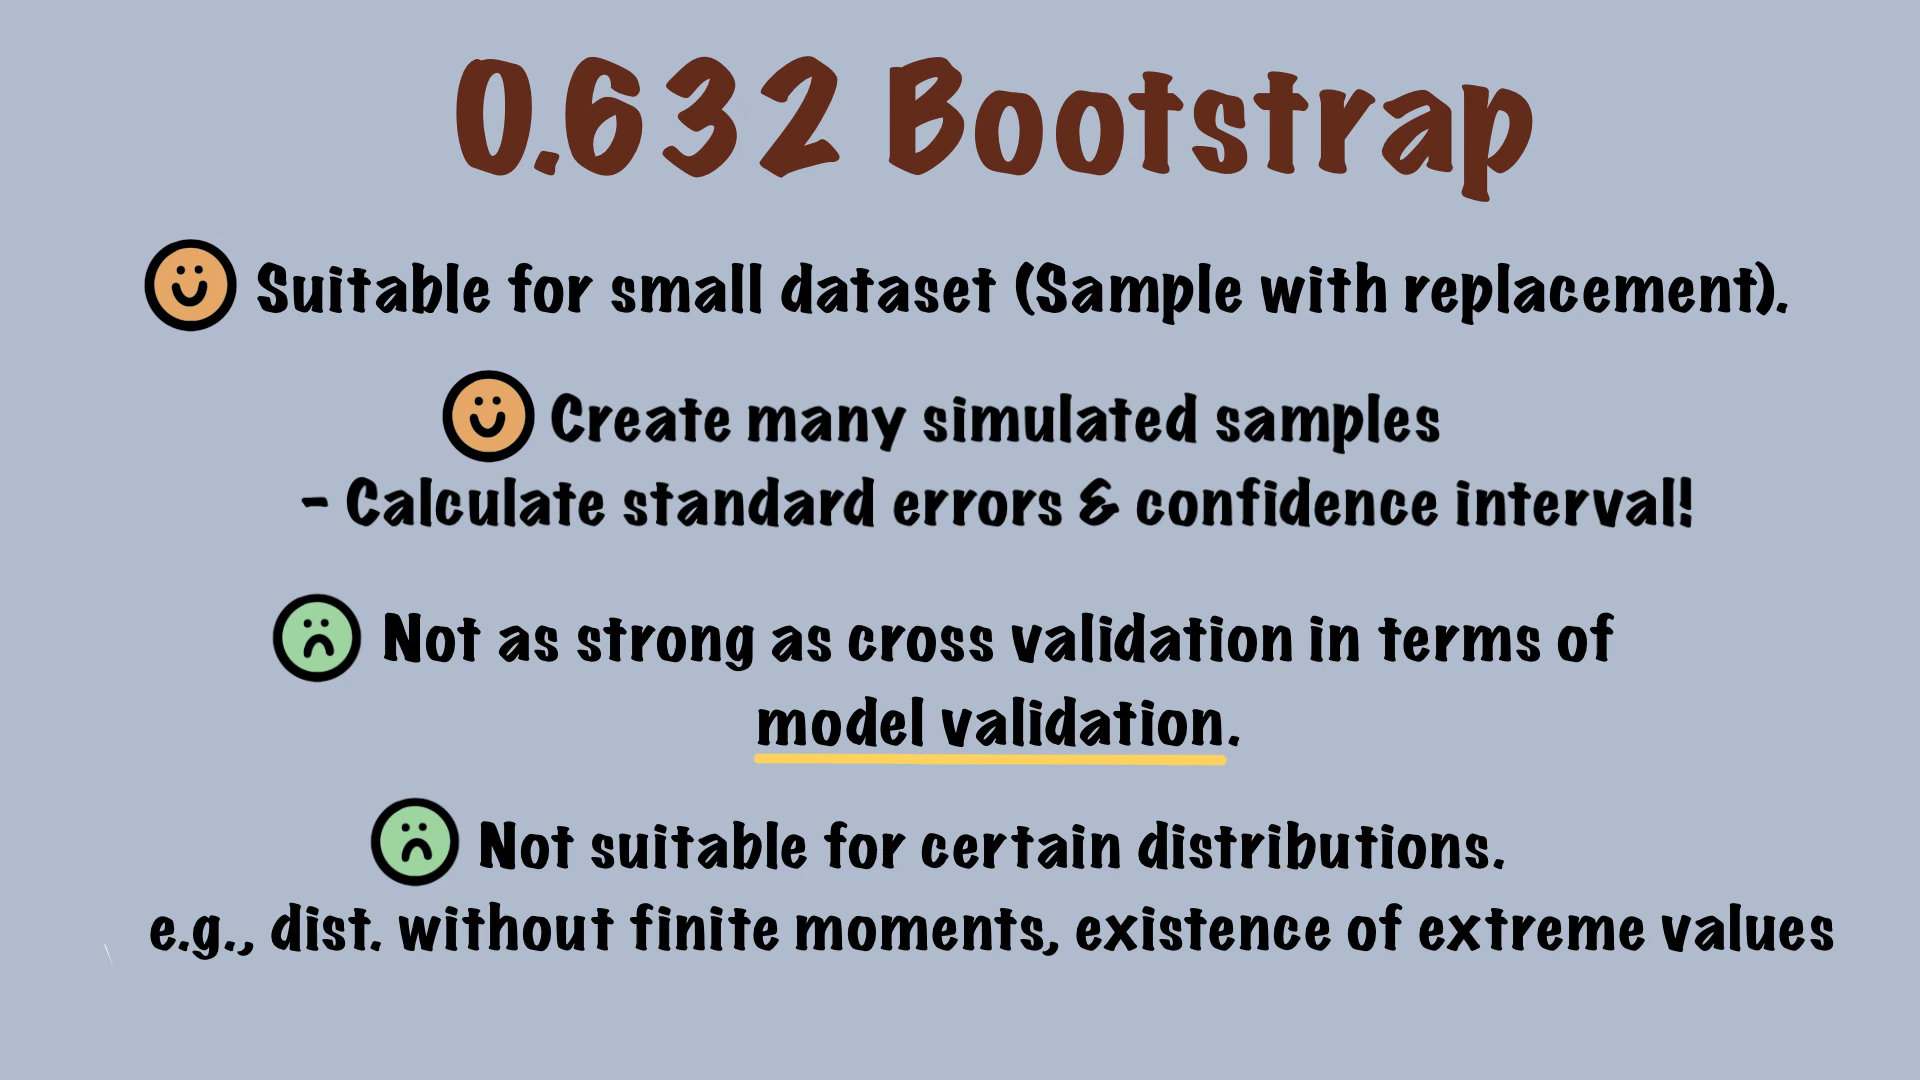 0.632 Bootstrap
Suitable for small dataset (Sample with replacement).
Create many simulated samples
- Calculate standard errors & confidence interval!
Not as strong as cross validation in terms of
model validation.
Not suitable for certain distributions.
e.g., dist. without finite moments, existence of extreme values